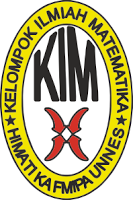 KELOMPOK ILMIAH MATEMATIKA
KIM
HIMATIKA FMIPA UNNES